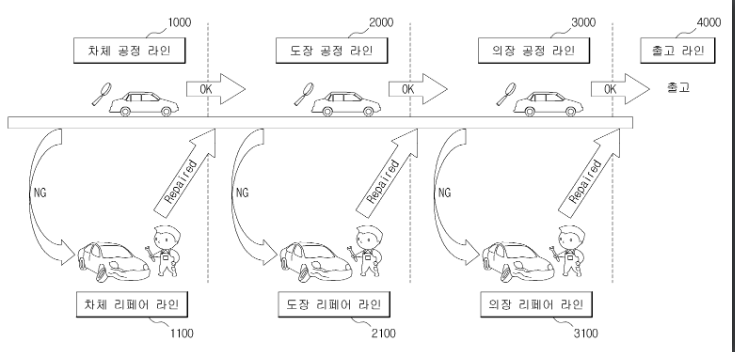 1000
2000
3000
4000
차체 공정 라인
도장 공정 라인
의장 공정 라인
출고 라인
OK
OK
OK
출고
NG
Repaired
NG
Repaired
NG
Repaired
차체 리페어 라인
도장 리페어 라인
의장 리페어 라인
1100
2100
3100